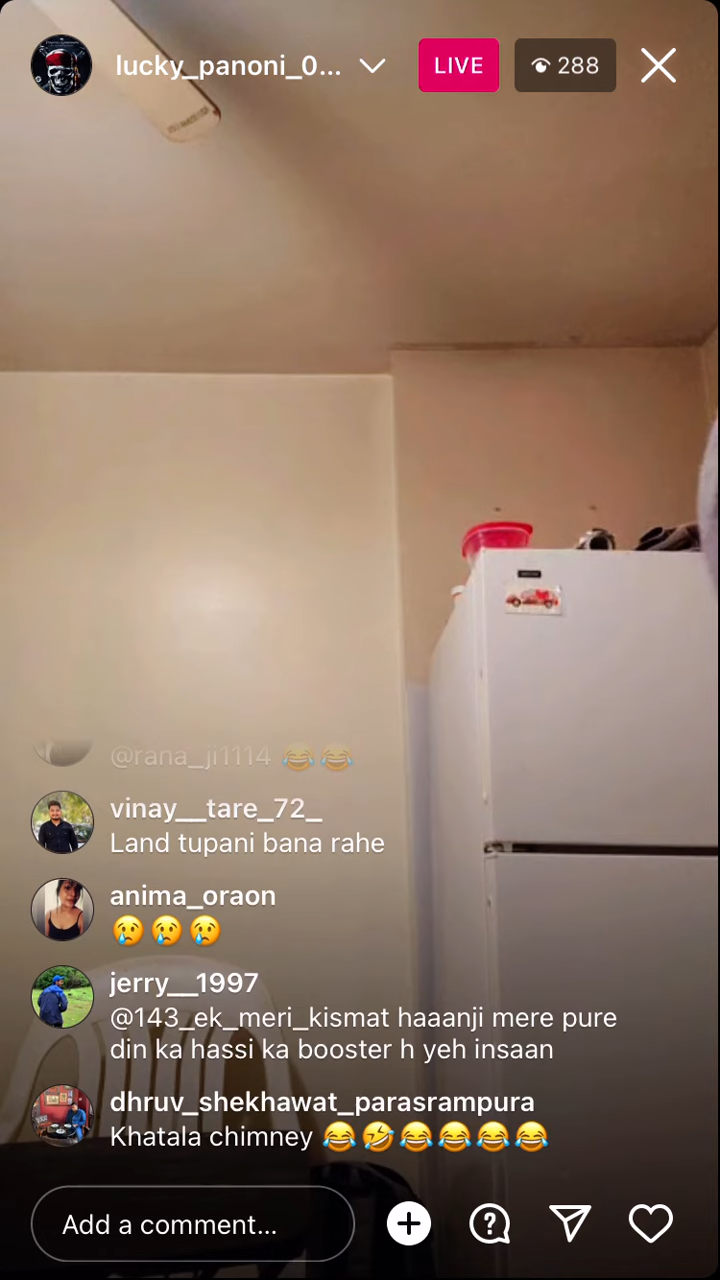 lucky_panoni_0...
LIVE
288
@rana_ji1114 😂😂
vinay__tare_72_
Land tupani bana rahe
anima_oraon
😢😢😢
jerry__1997
@143_ek_meri_kismat haaanji mere pure
din ka hassi ka booster h yeh insaan
dhruv_shekhawat_parasrampura
Khatala chimney 😂🤣😂😂😂😂
Add a comment...